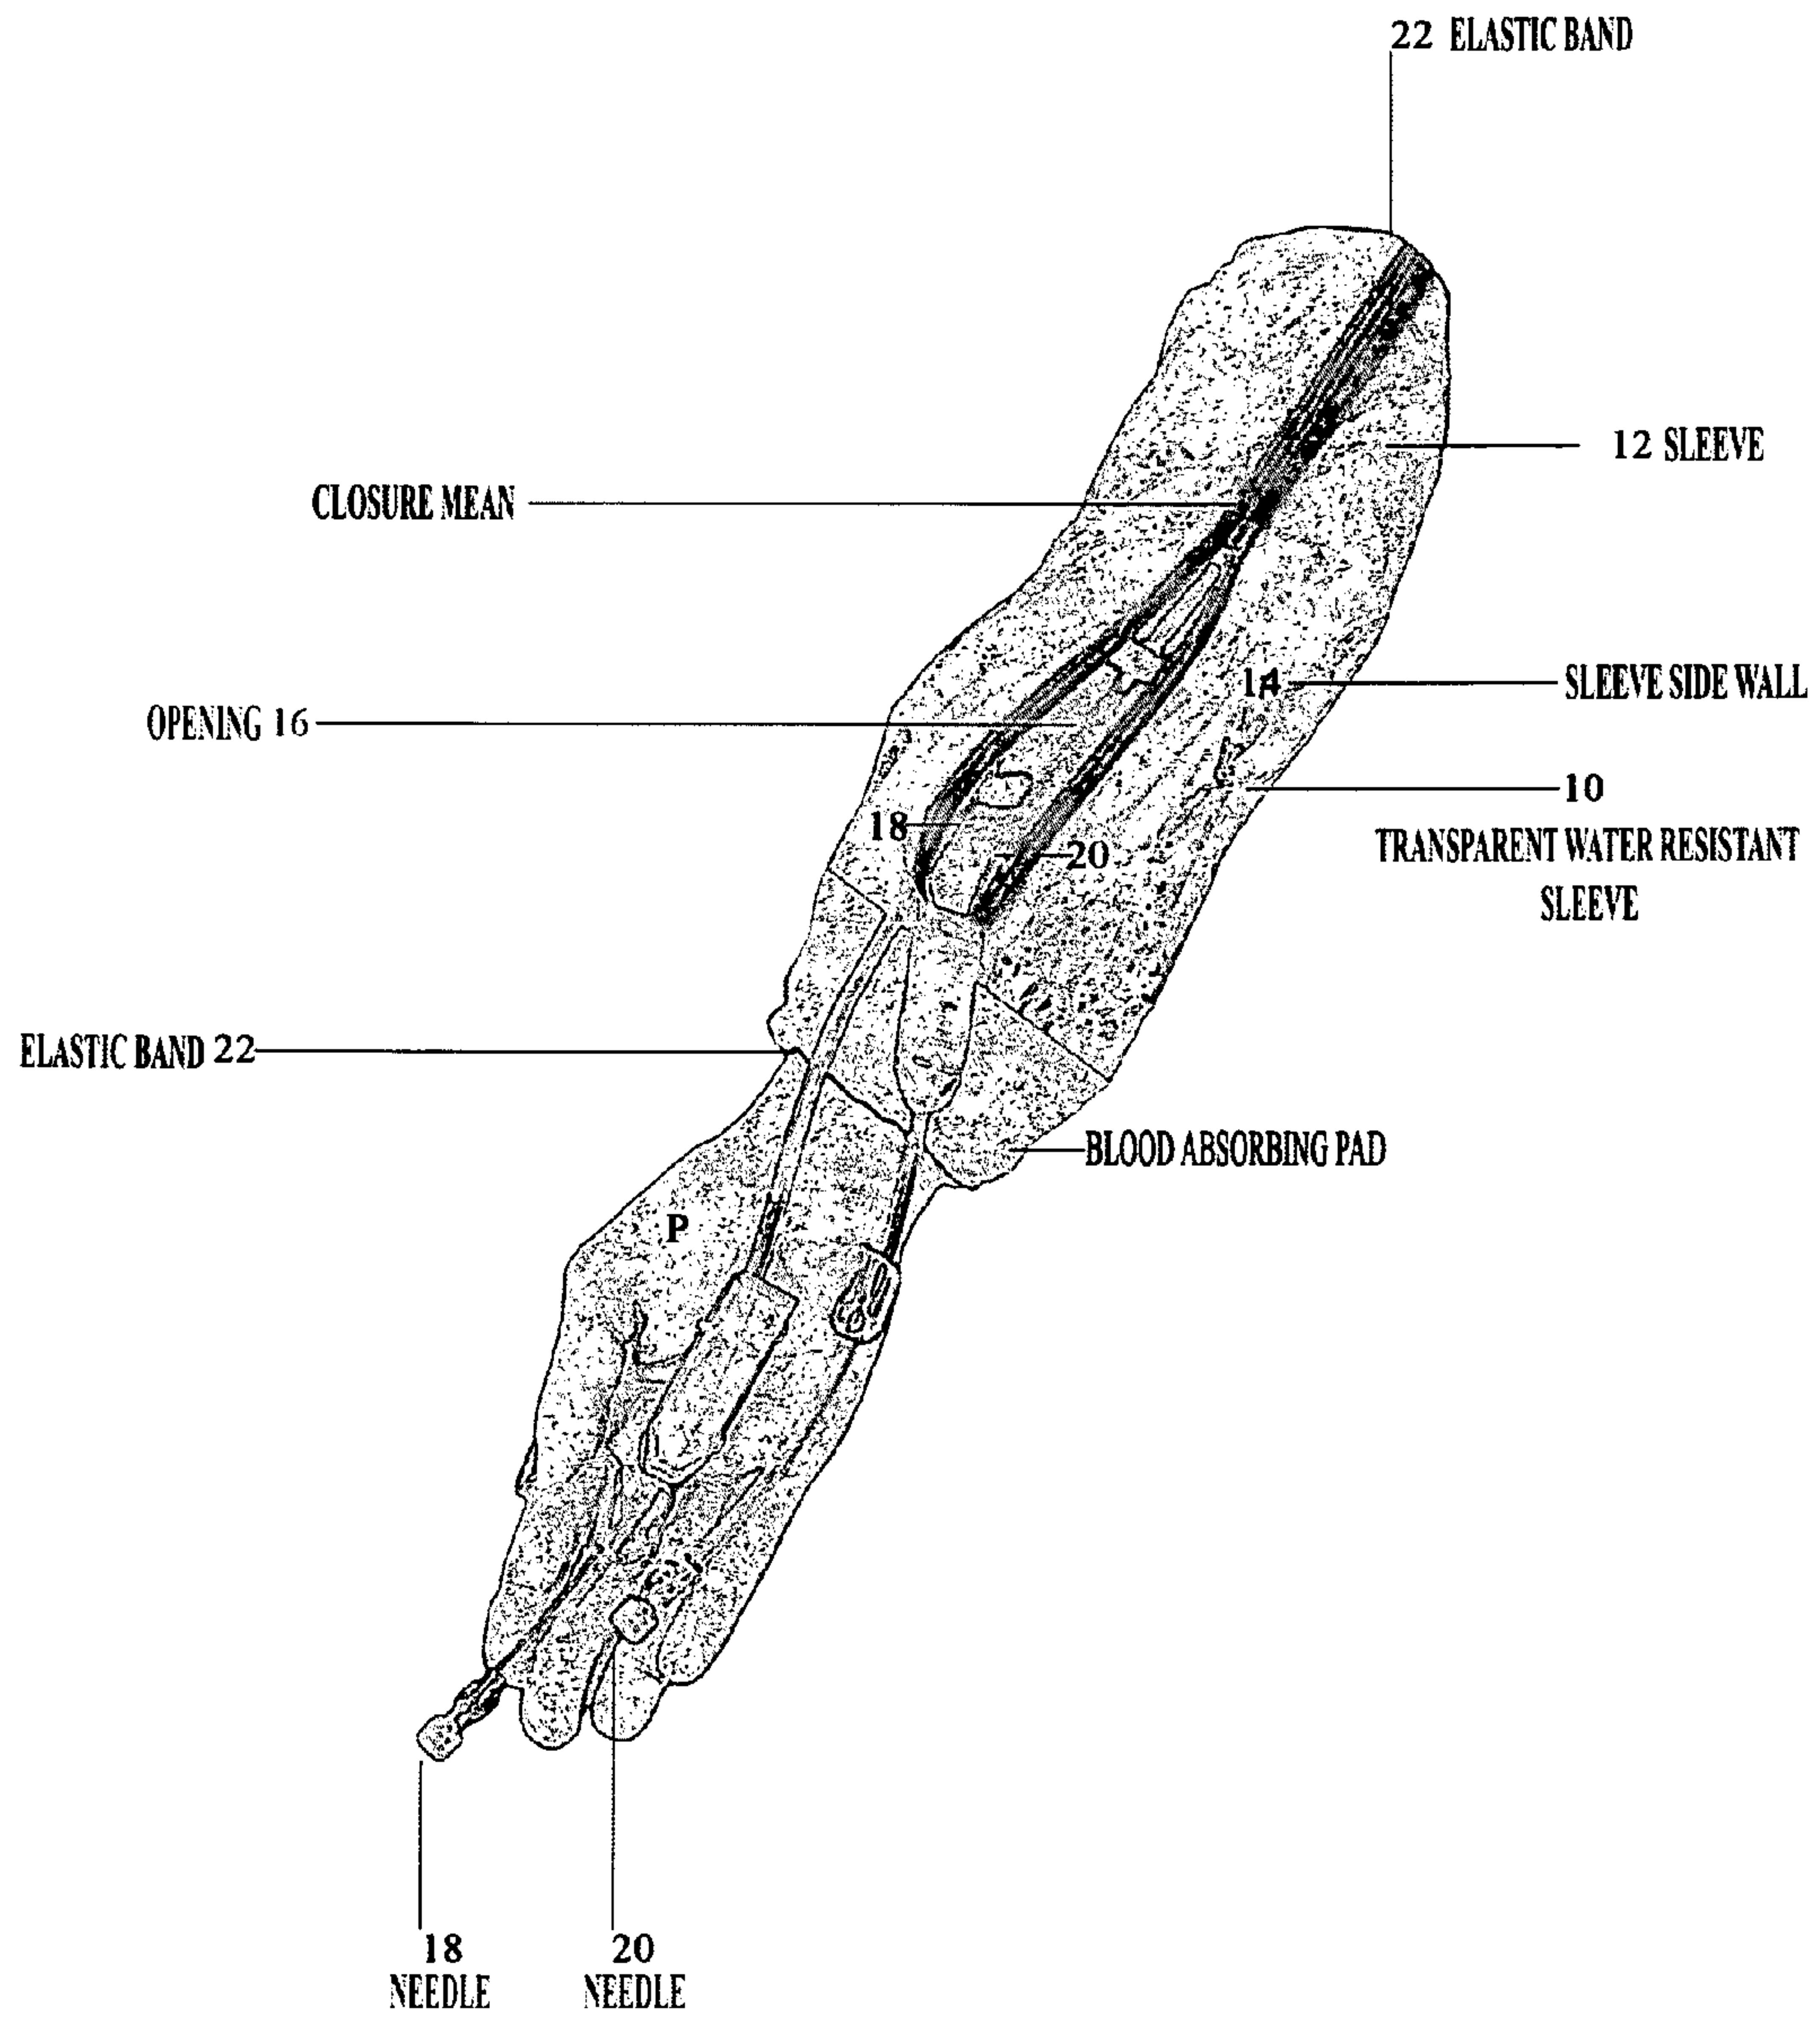 22 ELASTIC BAND
12 SLEEVE
CLOSURE MEAN
14 SLEEVE SIDE WALL
OPENING 16
10
TRANSPARENT WATER RESISTANT
SLEEVE
18
20
ELASTIC BAND 22
BLOOD ABSORBING PAD
P
18
NEEDLE
20
NEEDLE